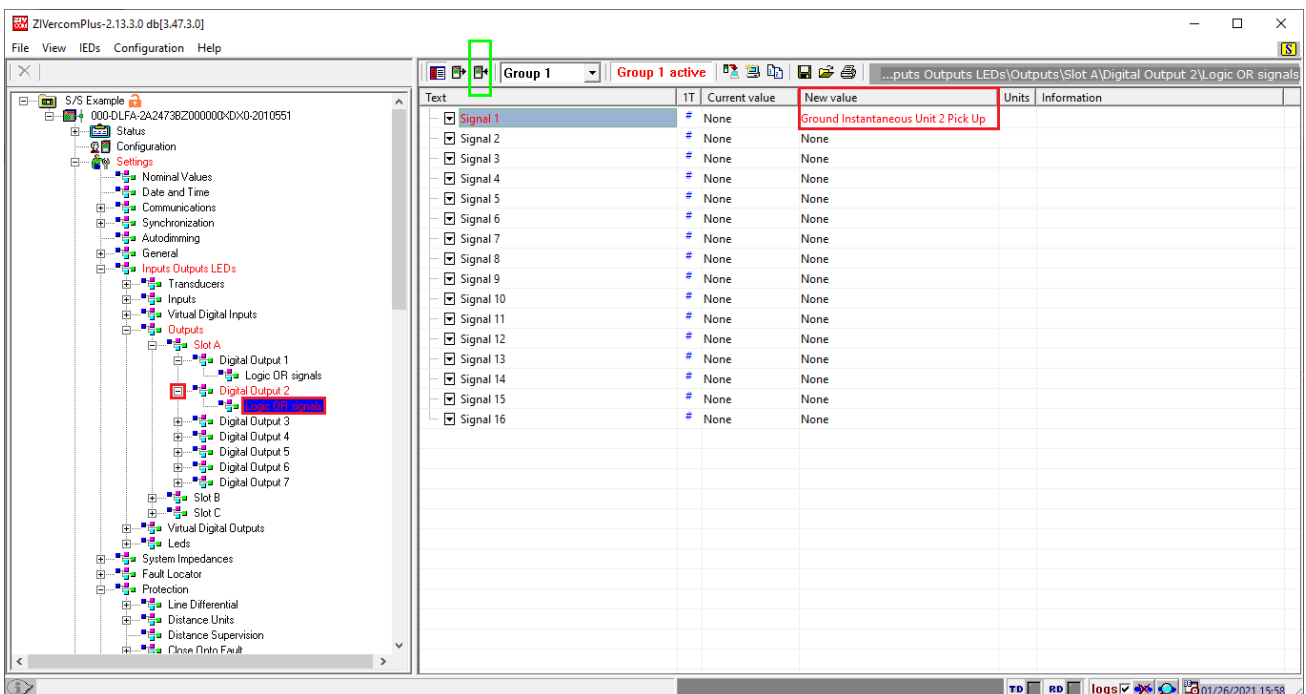 ZIVercomPlus-2.13.3.0 db[3.47.3.0]
File View IEDs Configuration Help
S
Group 1 Group 1 active ...puts Outputs LEDs\Outputs\Slot A\Digital Output 2\Logic OR signals
S/S Example
000-DLFA-2A2473BZ000000XDX0-2010551
Status
Configuration
Settings
Nominal Values
Date and Time
Communications
Synchronization
Autodimming
General
Inputs Outputs LEDs
Transducers
Inputs
Virtual Digital Inputs
Outputs
Slot A
Digital Output 1
Logic OR signals
Digital Output 2
Logic OR signals
Digital Output 3
Digital Output 4
Digital Output 5
Digital Output 6
Digital Output 7
Slot B
Slot C
Virtual Digital Outputs
Leds
System Impedances
Fault Locator
Protection
Line Differential
Distance Units
Distance Supervision
Close Onto Fault
Text 1T Current value New value Units Information
Signal 1 # None Ground Instantaneous Unit 2 Pick Up
Signal 2 # None None
Signal 3 # None None
Signal 4 # None None
Signal 5 # None None
Signal 6 # None None
Signal 7 # None None
Signal 8 # None None
Signal 9 # None None
Signal 10 # None None
Signal 11 # None None
Signal 12 # None None
Signal 13 # None None
Signal 14 # None None
Signal 15 # None None
Signal 16 # None None
TD RD logs 01/26/2021 15:58